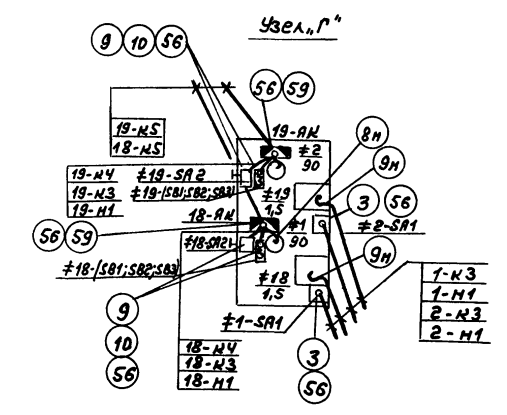 Узел „Г"
9 10 56
56 59
19-К5
18-К5
19-АК
8н
9н
≠2
90
19-К4
19-К3
19-Н1
≠19-SA2
≠19-(SB1;SB2;SB3)
≠19
1,5
3 56
≠2-SA1
18-АК
56 59
≠18-SA2
≠1
90
≠18-(SB1;SB2;SB3)
≠18
1,5
9н
1-К3
1-Н1
2-К3
2-Н1
9
10
56
≠1-SA1
18-К4
18-К3
18-Н1
3
56